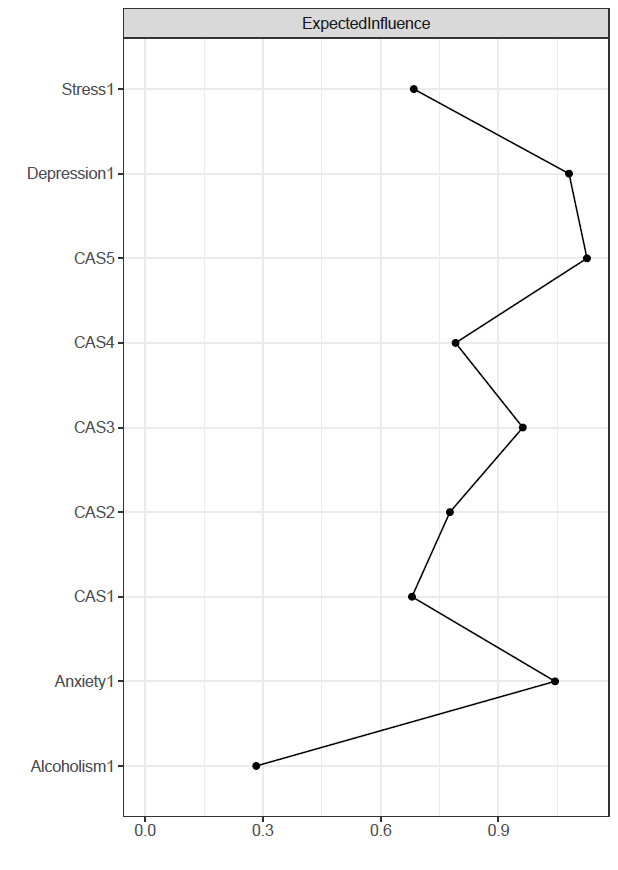 ExpectedInfluence
Stress1
Depression1
CAS5
CAS4
CAS3
CAS2
CAS1
Anxiety1
Alcoholism1
0.0 0.3 0.6 0.9